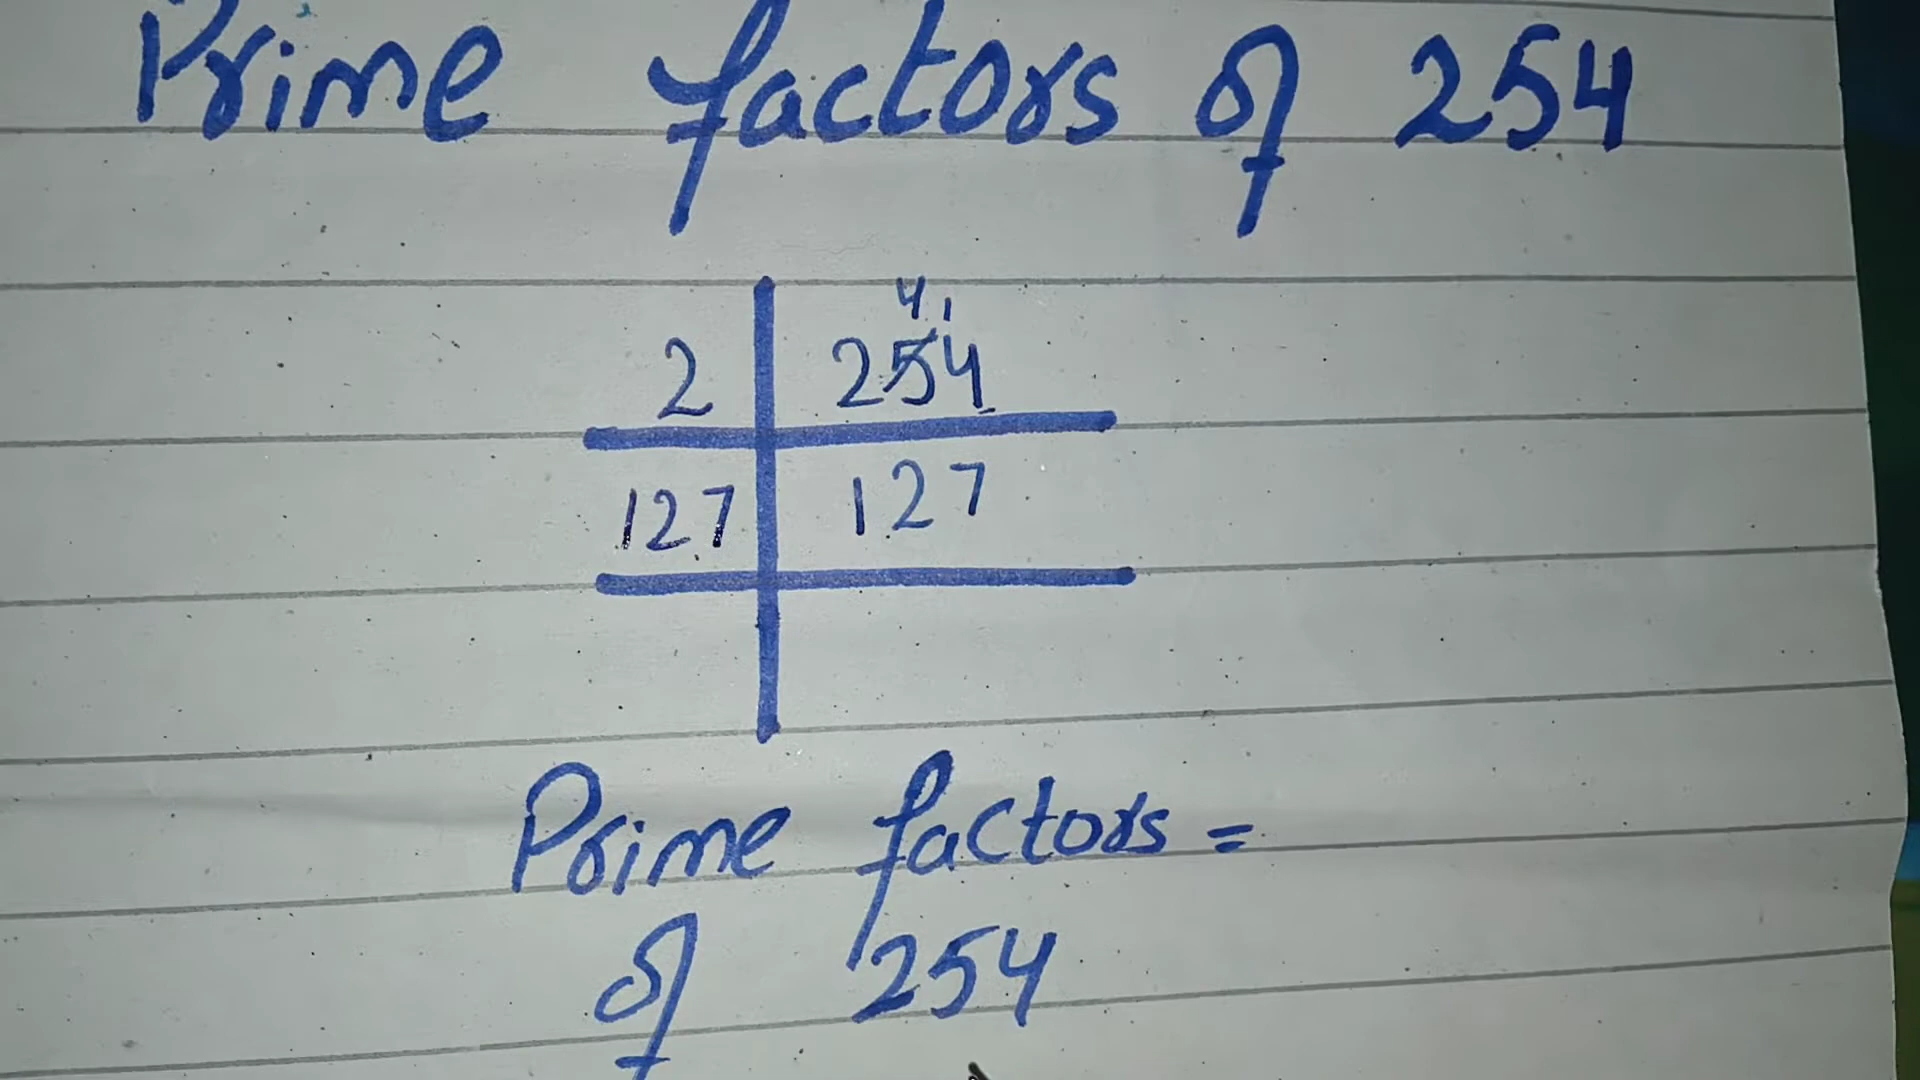 Prime factors of 254
4 1
2 254
127 127
Prime factors =
of 254